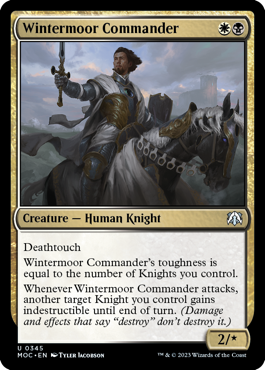 Wintermoor Commander
Creature — Human Knight
Deathtouch
Wintermoor Commander's toughness is
equal to the number of Knights you control.
Whenever Wintermoor Commander attacks,
another target Knight you control gains
indestructible until end of turn. (Damage
and effects that say "destroy" don't destroy it.)
2/*
U 0345
MOC • EN TYLER JACOBSON
™ & © 2023 Wizards of the Coast